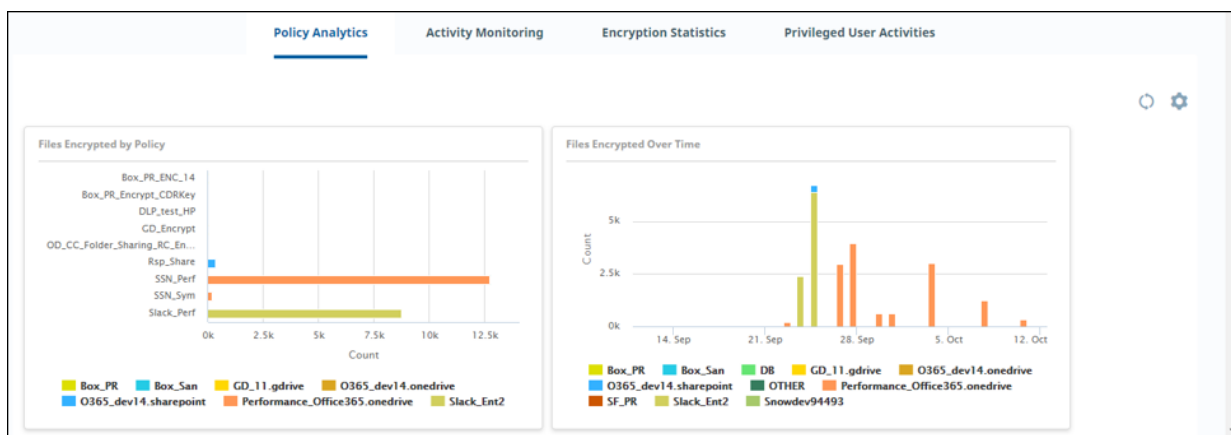 Policy Analytics Activity Monitoring Encryption Statistics Privileged User Activities
Files Encrypted by Policy
Box_PR_ENC_14
Box_PR_Encrypt_CDRKey
DLP_test_HP
GD_Encrypt
OD_CC_Folder_Sharing_RC_En...
Rsp_Share
SSN_Perf
SSN_Sym
Slack_Perf
0k 2.5k 5k 7.5k 10k 12.5k
Count
Box_PR Box_San GD_11.gdrive O365_dev14.onedrive
O365_dev14.sharepoint Performance_Office365.onedrive Slack_Ent2
Files Encrypted Over Time
Count
5k
2.5k
0k
14. Sep 21. Sep 28. Sep 5. Oct 12. Oct
Box_PR Box_San DB GD_11.gdrive O365_dev14.onedrive
O365_dev14.sharepoint OTHER Performance_Office365.onedrive
SF_PR Slack_Ent2 Snowdev94493